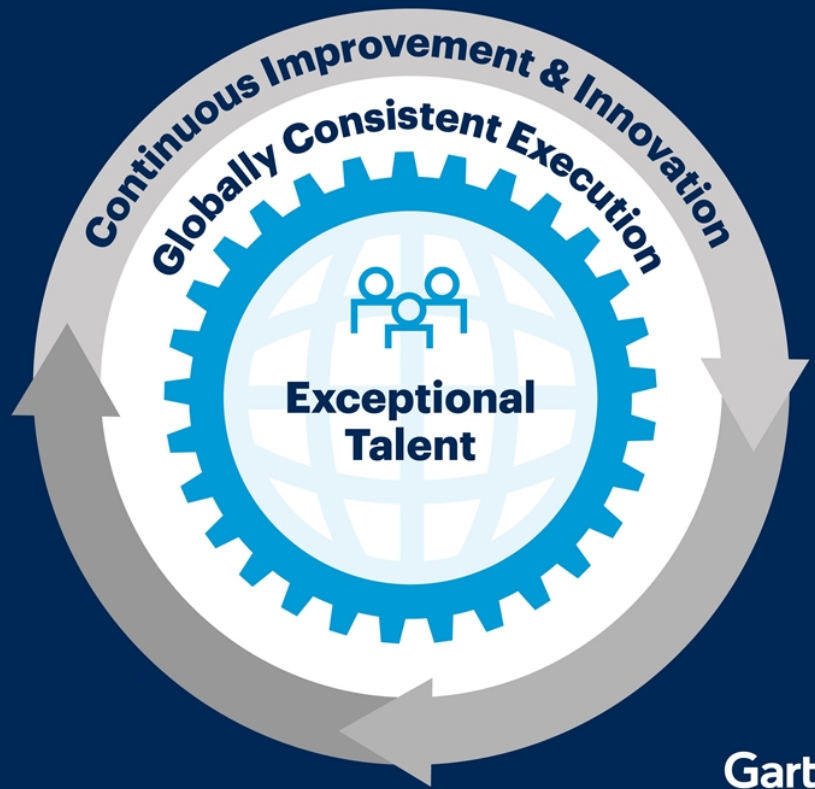 Continuous Improvement & Innovation
Globally Consistent Execution
Exceptional
Talent
Gart